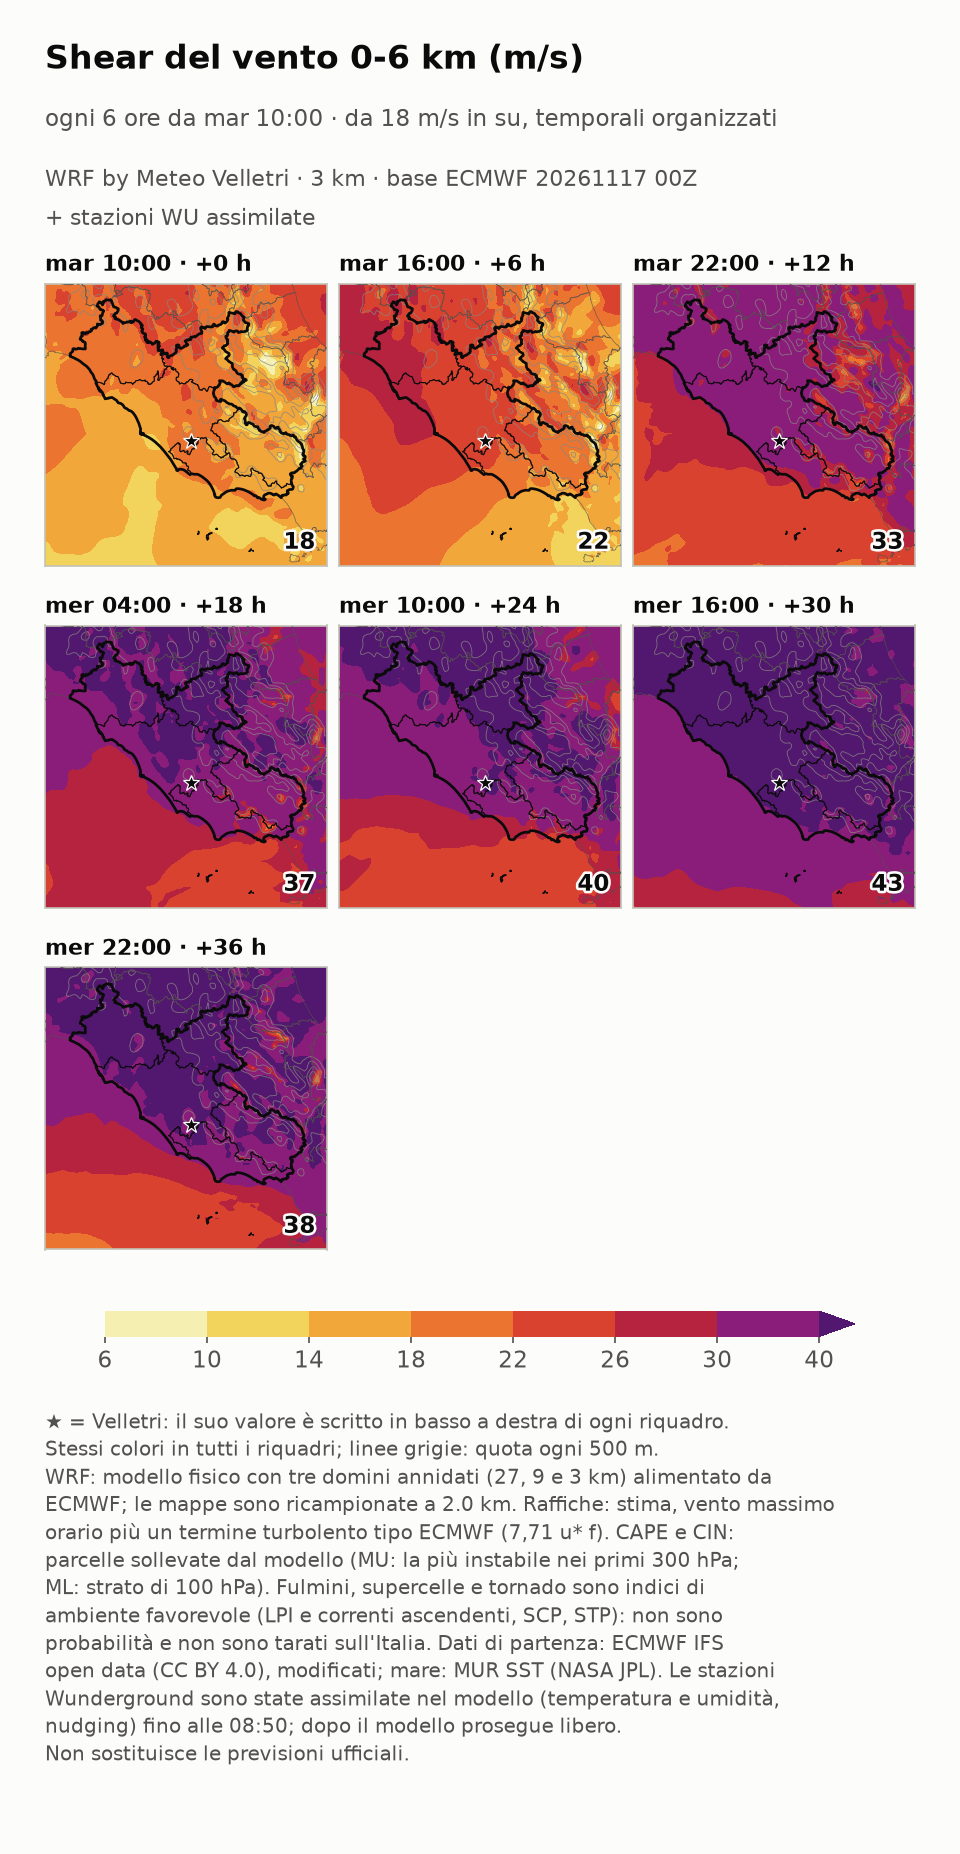 Shear del vento 0-6 km (m/s)
ogni 6 ore da mar 10:00 · da 18 m/s in su, temporali organizzati
WRF by Meteo Velletri · 3 km · base ECMWF 20261117 00Z
+ stazioni WU assimilate
mar 10:00 · +0 h
mar 16:00 · +6 h
mar 22:00 · +12 h
18
22
33
mer 04:00 · +18 h
mer 10:00 · +24 h
mer 16:00 · +30 h
37
40
43
mer 22:00 · +36 h
38
6 10 14 18 22 26 30 40
★ = Velletri: il suo valore è scritto in basso a destra di ogni riquadro.
Stessi colori in tutti i riquadri; linee grigie: quota ogni 500 m.
WRF: modello fisico con tre domini annidati (27, 9 e 3 km) alimentato da
ECMWF; le mappe sono ricampionate a 2.0 km. Raffiche: stima, vento massimo
orario più un termine turbolento tipo ECMWF (7,71 u* f). CAPE e CIN:
parcelle sollevate dal modello (MU: la più instabile nei primi 300 hPa;
ML: strato di 100 hPa). Fulmini, supercelle e tornado sono indici di
ambiente favorevole (LPI e correnti ascendenti, SCP, STP): non sono
probabilità e non sono tarati sull'Italia. Dati di partenza: ECMWF IFS
open data (CC BY 4.0), modificati; mare: MUR SST (NASA JPL). Le stazioni
Wunderground sono state assimilate nel modello (temperatura e umidità,
nudging) fino alle 08:50; dopo il modello prosegue libero.
Non sostituisce le previsioni ufficiali.